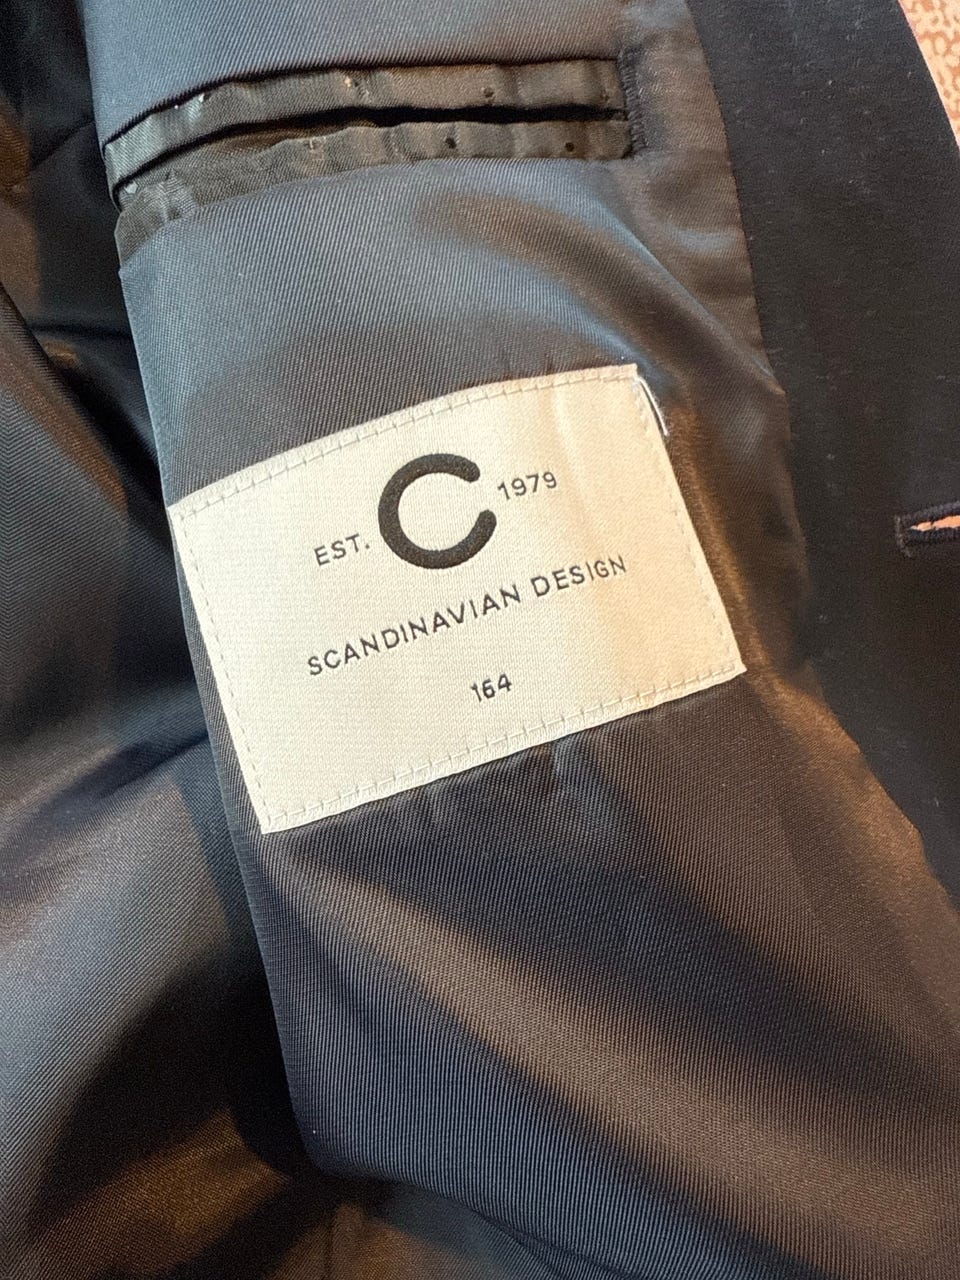 EST. C 1979
SCANDINAVIAN DESIGN
164